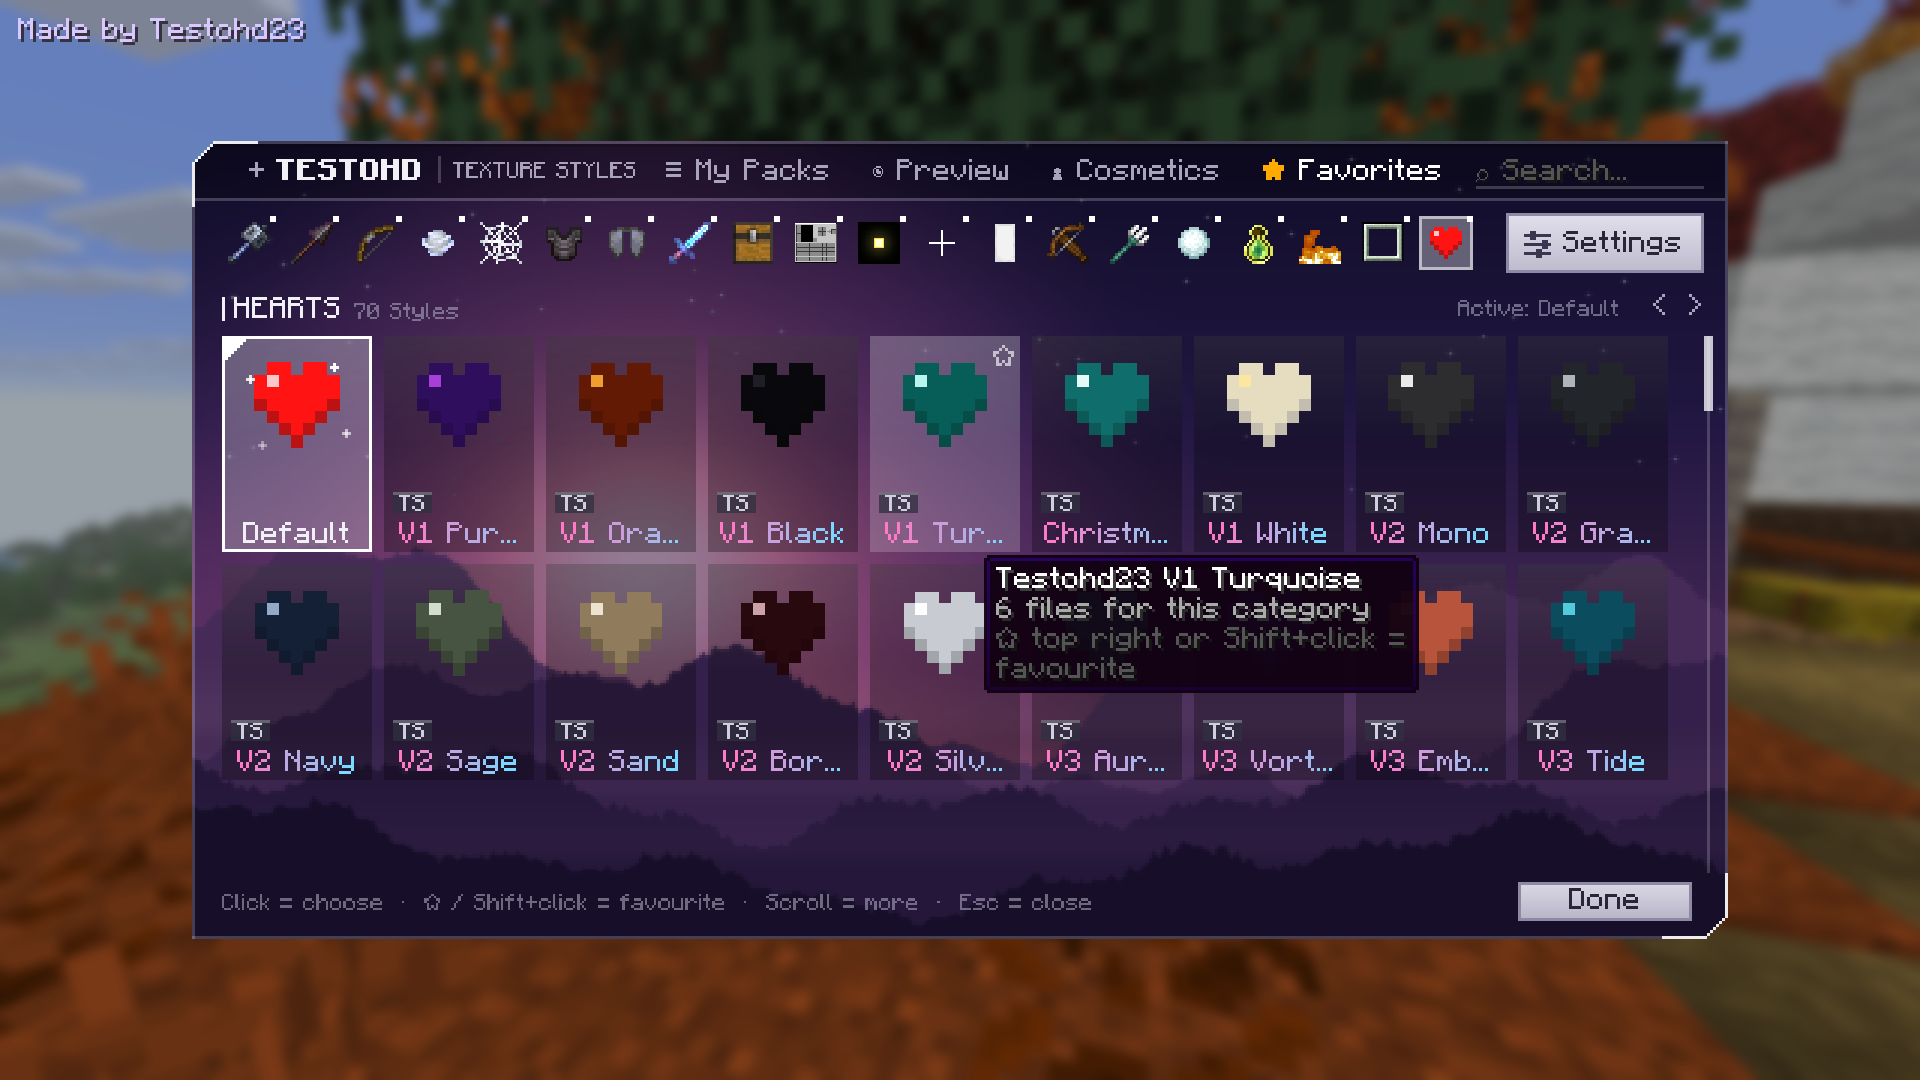 Made by Testohd23
+ TESTOHD | TEXTURE STYLES
My Packs
Preview
Cosmetics
Favorites
Search...
Settings
HEARTS 70 Styles
Active: Default
Default
TS
V1 Pur...
TS
V1 Ora...
TS
V1 Black
TS
V1 Tur...
TS
Christm...
TS
V1 White
TS
V2 Mono
TS
V2 Gra...
Testohd23 V1 Turquoise
6 files for this category
☆ top right or Shift+click =
favourite
TS
V2 Navy
TS
V2 Sage
TS
V2 Sand
TS
V2 Bor...
TS
V2 Silv...
TS
V3 Aur...
TS
V3 Vort...
TS
V3 Emb...
TS
V3 Tide
Click = choose · ☆ / Shift+click = favourite · Scroll = more · Esc = close
Done